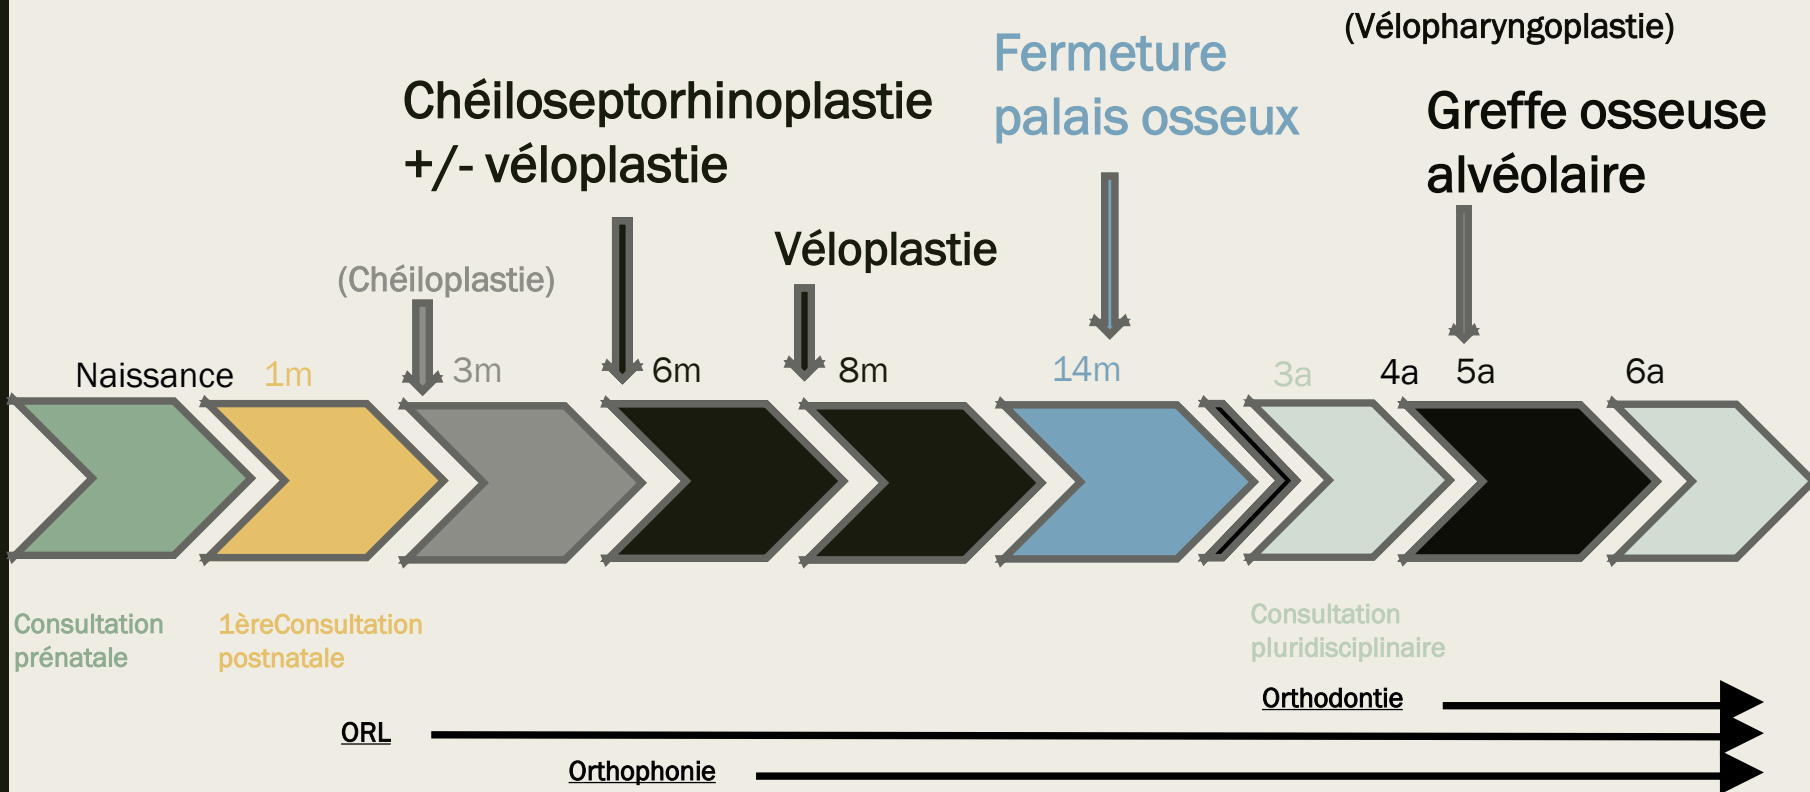 (Vélopharyngoplastie)
Fermeture
palais osseux
Chéiloseptorhinoplastie
+/- véloplastie
Greffe osseuse
alvéolaire
Véloplastie
(Chéiloplastie)
Naissance
1m
3m
6m
8m
14m
3a
4a
5a
6a
Consultation
prénatale
1èreConsultation
postnatale
Consultation
pluridisciplinaire
Orthodontie
ORL
Orthophonie